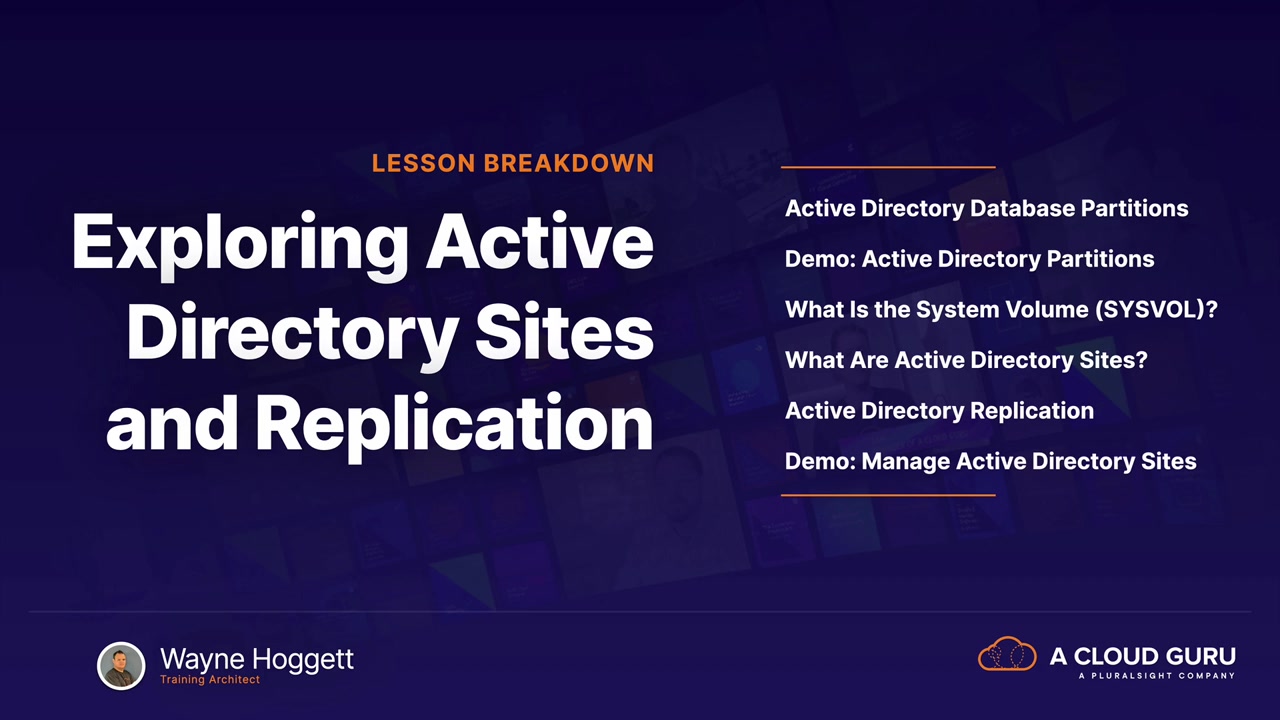 LESSON BREAKDOWN
Exploring Active
Directory Sites
and Replication
Active Directory Database Partitions
Demo: Active Directory Partitions
What Is the System Volume (SYSVOL)?
What Are Active Directory Sites?
Active Directory Replication
Demo: Manage Active Directory Sites
Wayne Hoggett
Training Architect
A CLOUD GURU
A PLURALSIGHT COMPANY